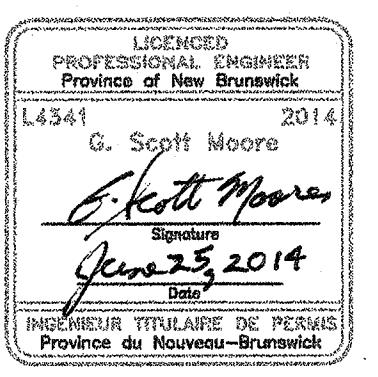 LICENCED
PROFESSIONAL ENGINEER
Province of New Brunswick
L4341 2014
G. Scott Moore
G. Scott Moore
Signature
June 25, 2014
Date
INGÉNIEUR TITULAIRE DE PERMIS
Province du Nouveau-Brunswick